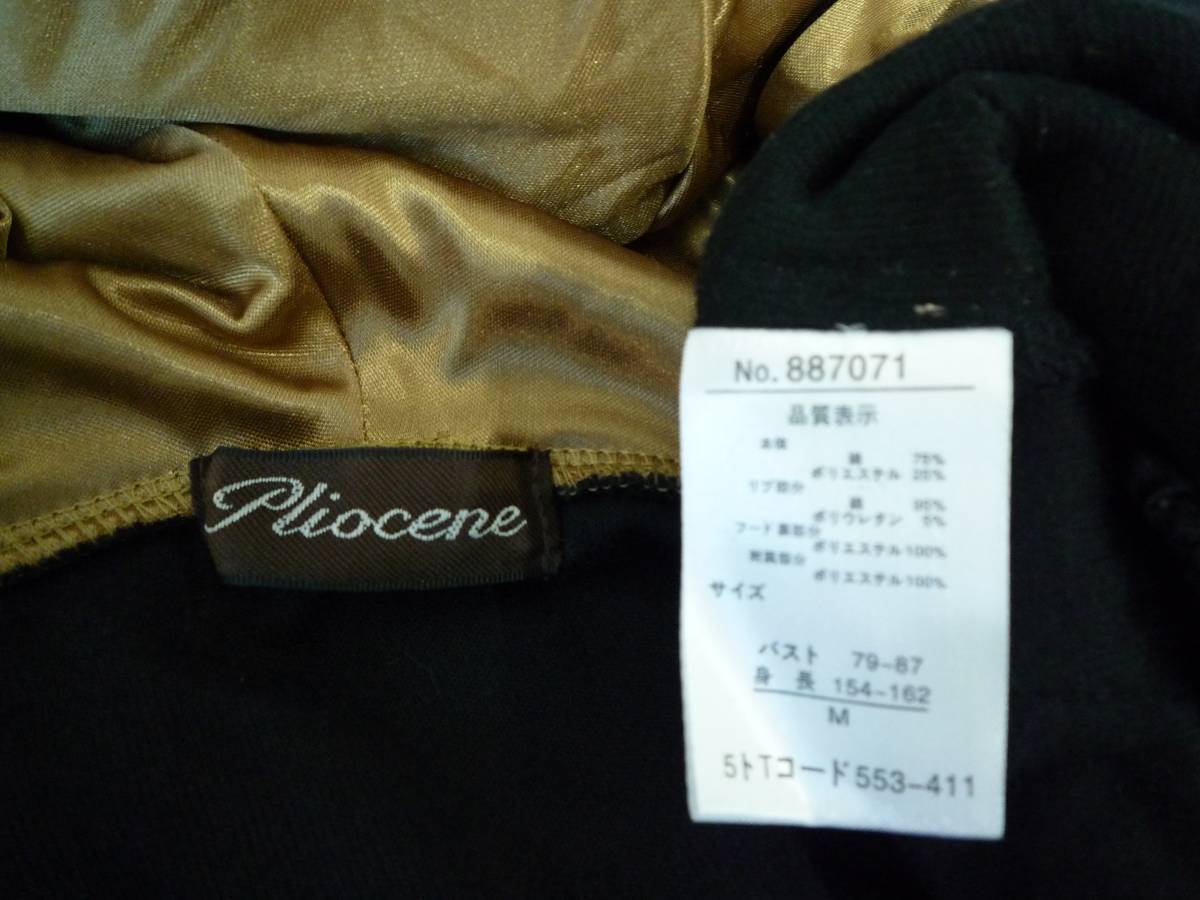 Pliocene
No. 887071
品質表示
本体
綿 75%
ポリエステル 25%
リブ部分
綿 95%
ポリウレタン 5%
フード裏部分
ポリエステル100%
附属部分
ポリエステル100%
サイズ
バスト 79-87
身長 154-162
M
5トTコード553-411